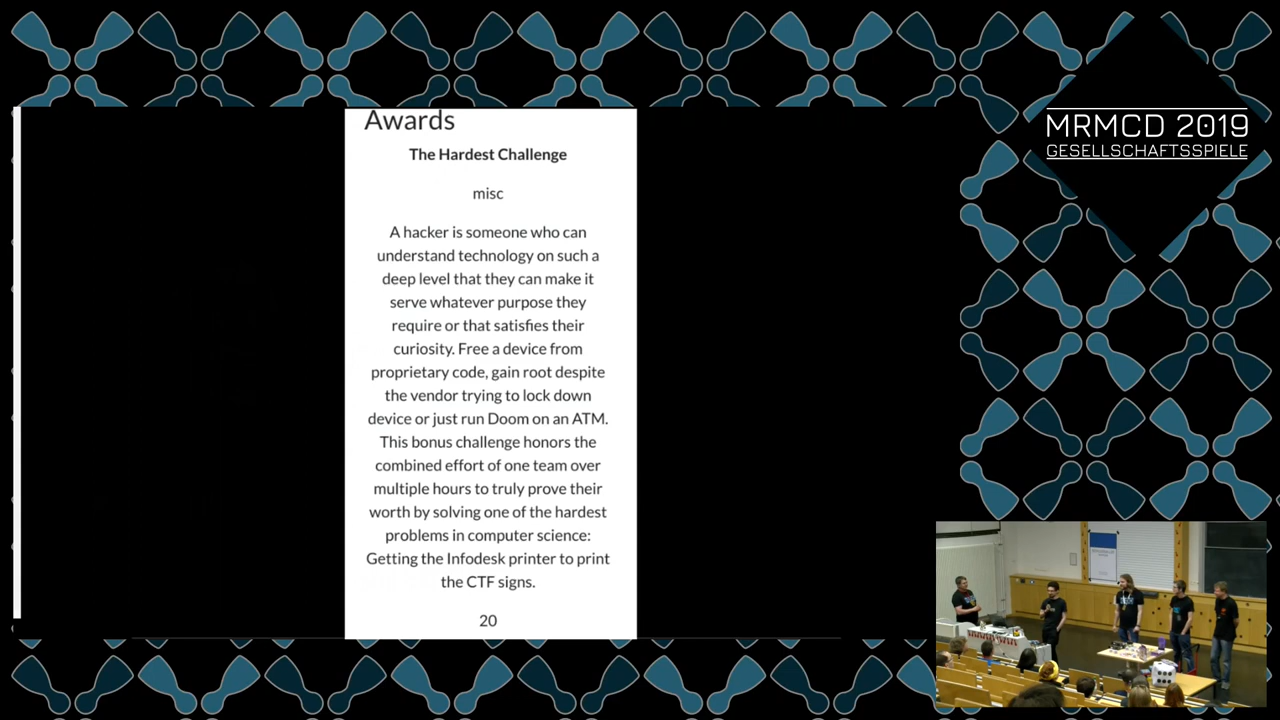 Awards
The Hardest Challenge
misc
A hacker is someone who can
understand technology on such a
deep level that they can make it
serve whatever purpose they
require or that satisfies their
curiosity. Free a device from
proprietary code, gain root despite
the vendor trying to lock down
device or just run Doom on an ATM.
This bonus challenge honors the
combined effort of one team over
multiple hours to truly prove their
worth by solving one of the hardest
problems in computer science:
Getting the Infodesk printer to print
the CTF signs.
20
MRMCD 2019
GESELLSCHAFTSSPIELE